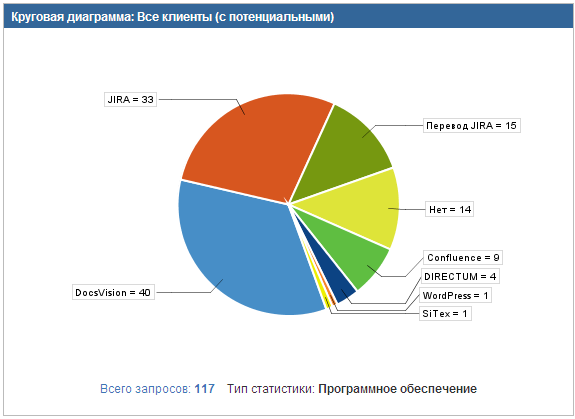 Круговая диаграмма: Все клиенты (с потенциальными)
JIRA = 33
Перевод JIRA = 15
Нет = 14
Confluence = 9
DIRECTUM = 4
WordPress = 1
SiTex = 1
DocsVision = 40
Всего запросов: 117 Тип статистики: Программное обеспечение